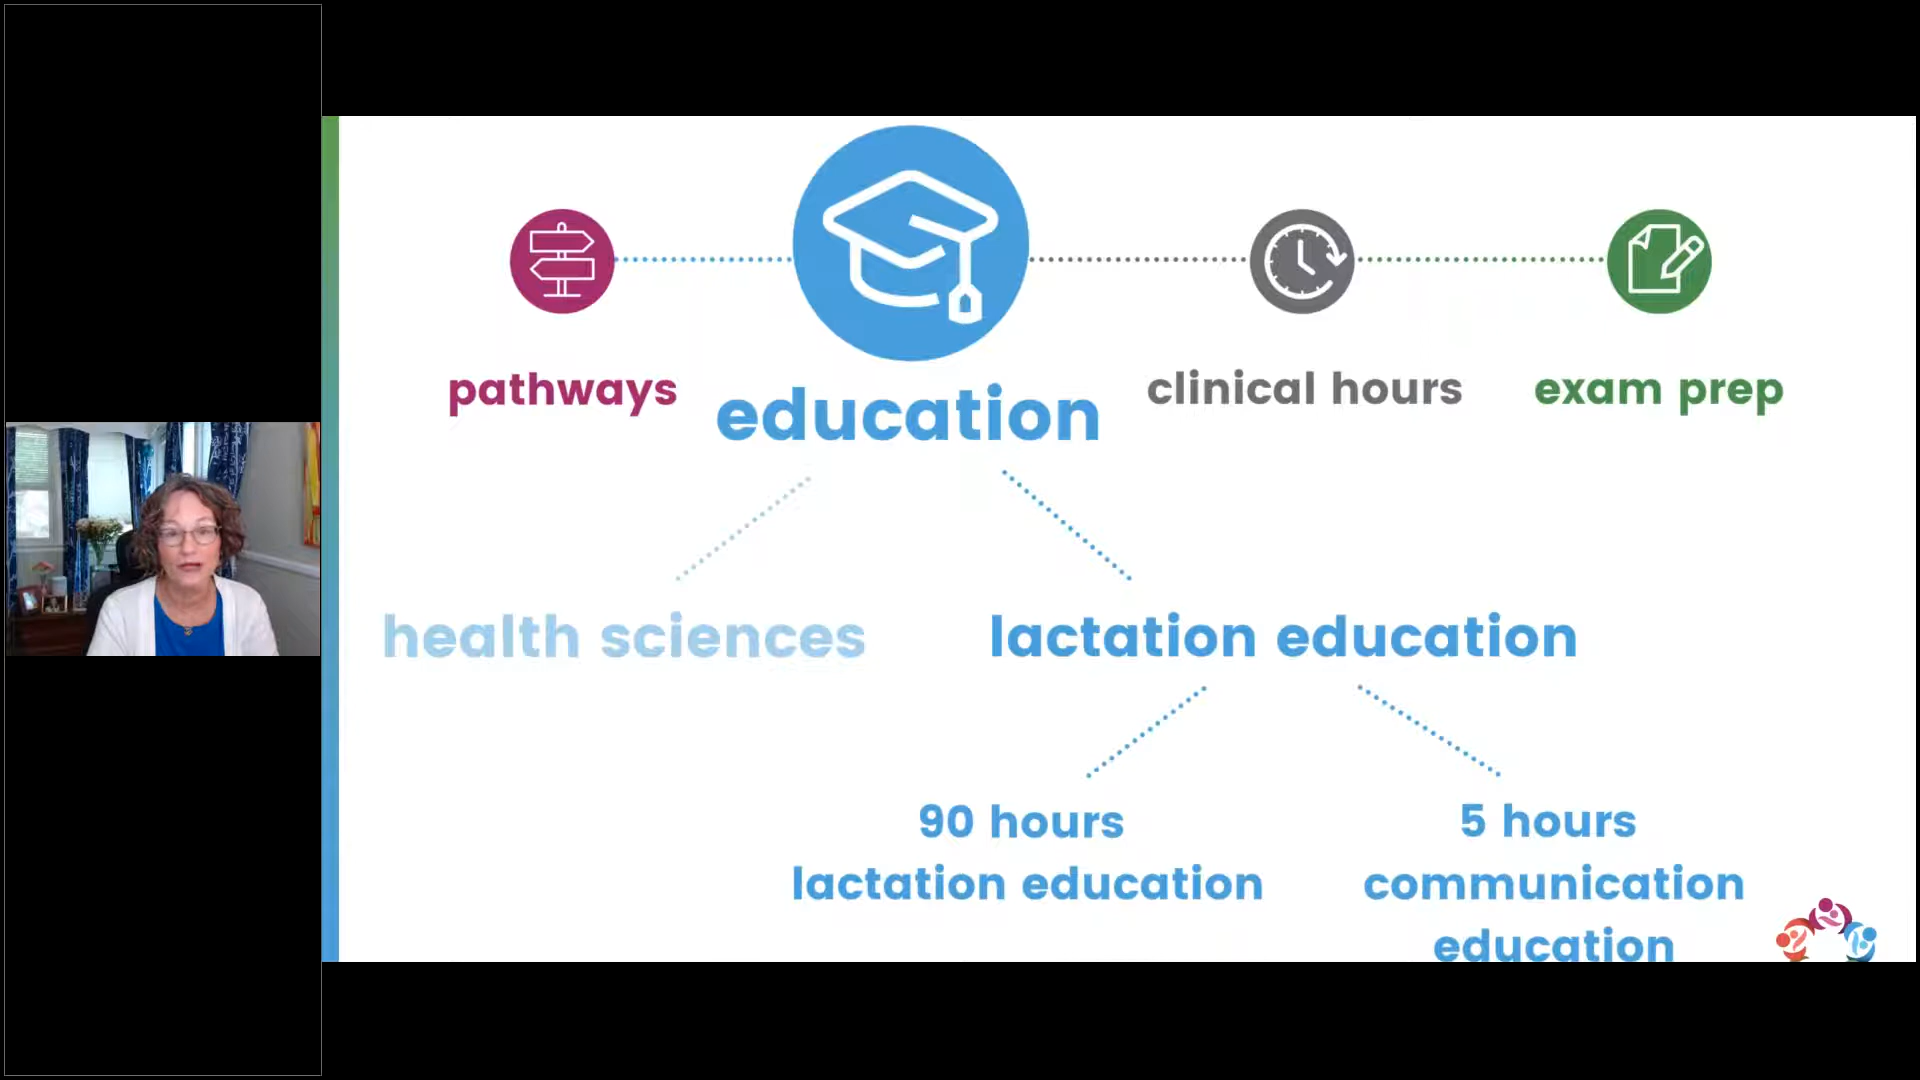 pathways
education
clinical hours
exam prep
health sciences
lactation education
90 hours
lactation education
5 hours
communication
education